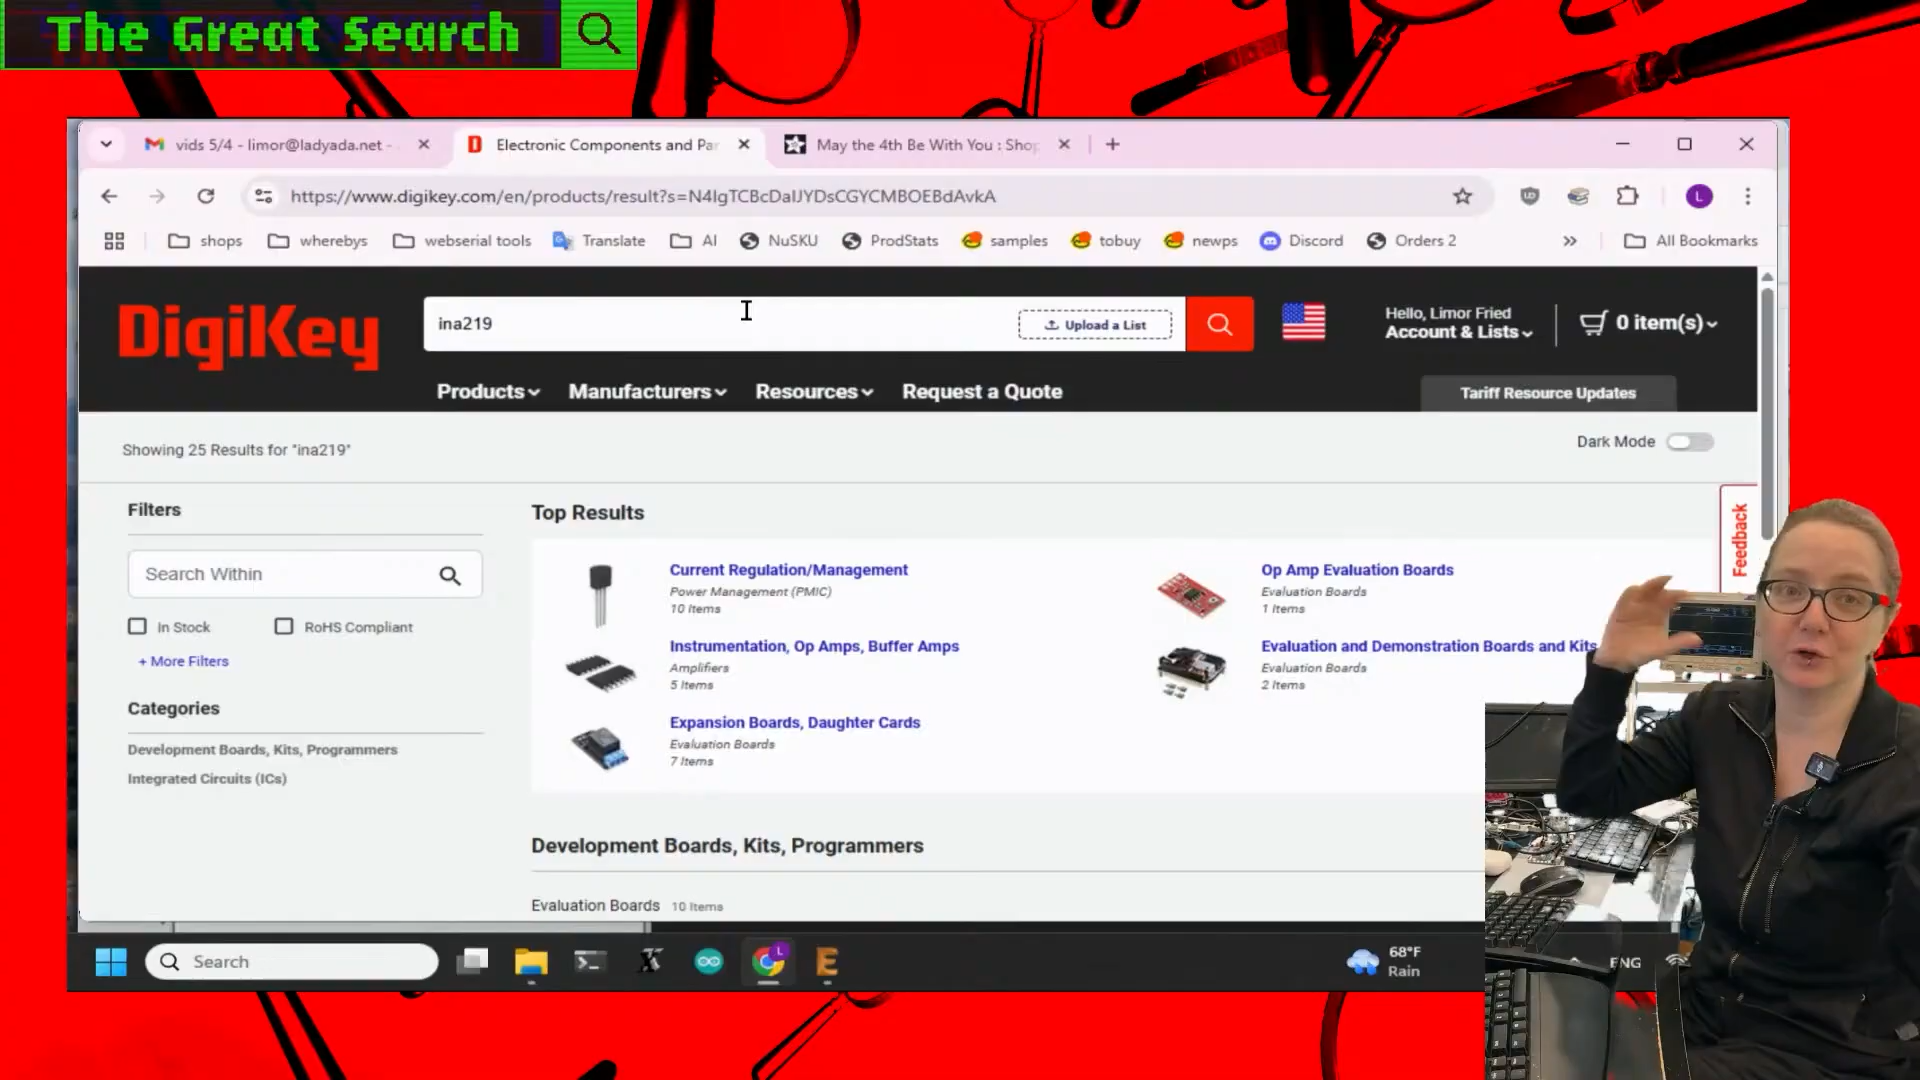 The Great Search
vids 5/4 - limor@ladyada.net -
Electronic Components and Par
May the 4th Be With You : Shop
https://www.digikey.com/en/products/result?s=N4IgTCBcDaIJYDsCGYCMBOEBdAvkA
L
shops
wherebys
webserial tools
Translate
AI
NuSKU
ProdStats
samples
tobuy
newps
Discord
Orders 2
All Bookmarks
DigiKey
ina219
Upload a List
Hello, Limor Fried
Account & Lists
0 item(s)
Products
Manufacturers
Resources
Request a Quote
Tariff Resource Updates
Showing 25 Results for "ina219"
Dark Mode
Filters
Search Within
In Stock
RoHS Compliant
+ More Filters
Categories
Development Boards, Kits, Programmers
Integrated Circuits (ICs)
Top Results
Current Regulation/Management
Power Management (PMIC)
10 Items
Op Amp Evaluation Boards
Evaluation Boards
1 Items
Instrumentation, Op Amps, Buffer Amps
Amplifiers
5 Items
Evaluation and Demonstration Boards and Kits
Evaluation Boards
2 Items
Expansion Boards, Daughter Cards
Evaluation Boards
7 Items
Feedback
Development Boards, Kits, Programmers
Evaluation Boards 10 Items
Search
68°F
Rain
ENG